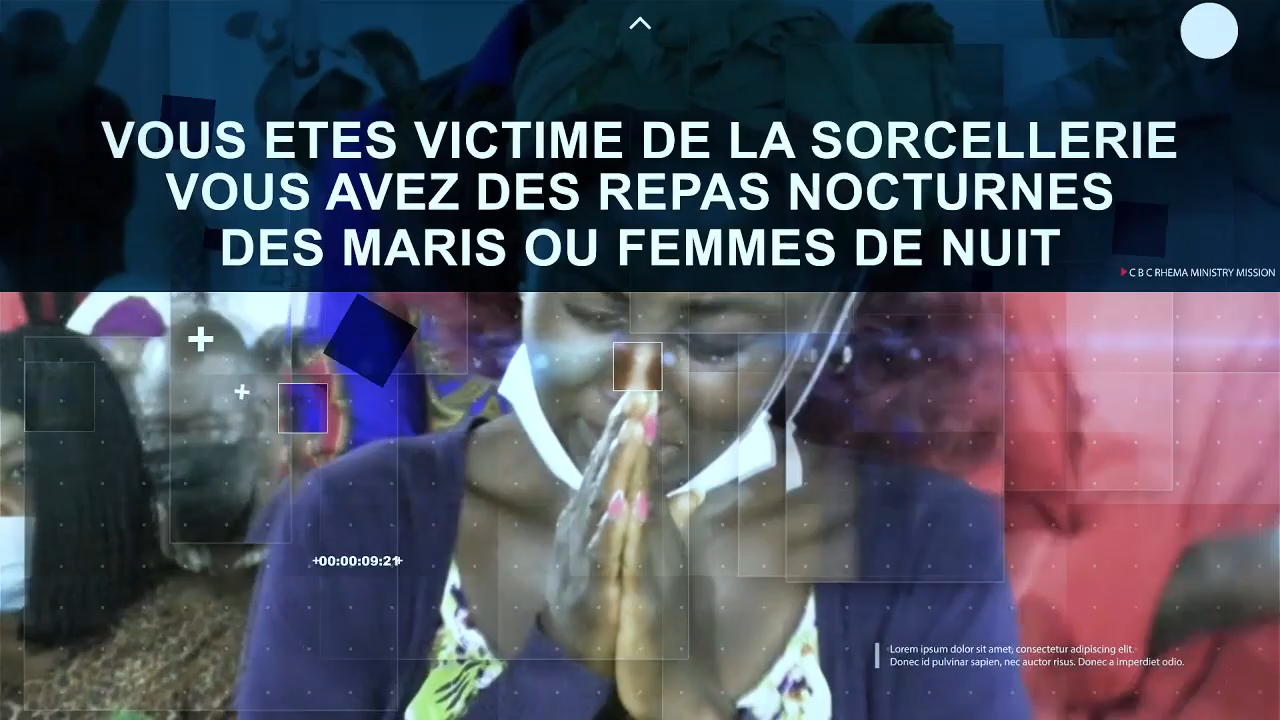 VOUS ETES VICTIME DE LA SORCELLERIE
VOUS AVEZ DES REPAS NOCTURNES
DES MARIS OU FEMMES DE NUIT
C B C RHEMA MINISTRY MISSION
+00:00:09:21+
Lorem ipsum dolor sit amet, consectetur adipiscing elit.
Donec id pulvinar sapien, nec auctor risus. Donec a imperdiet odio.